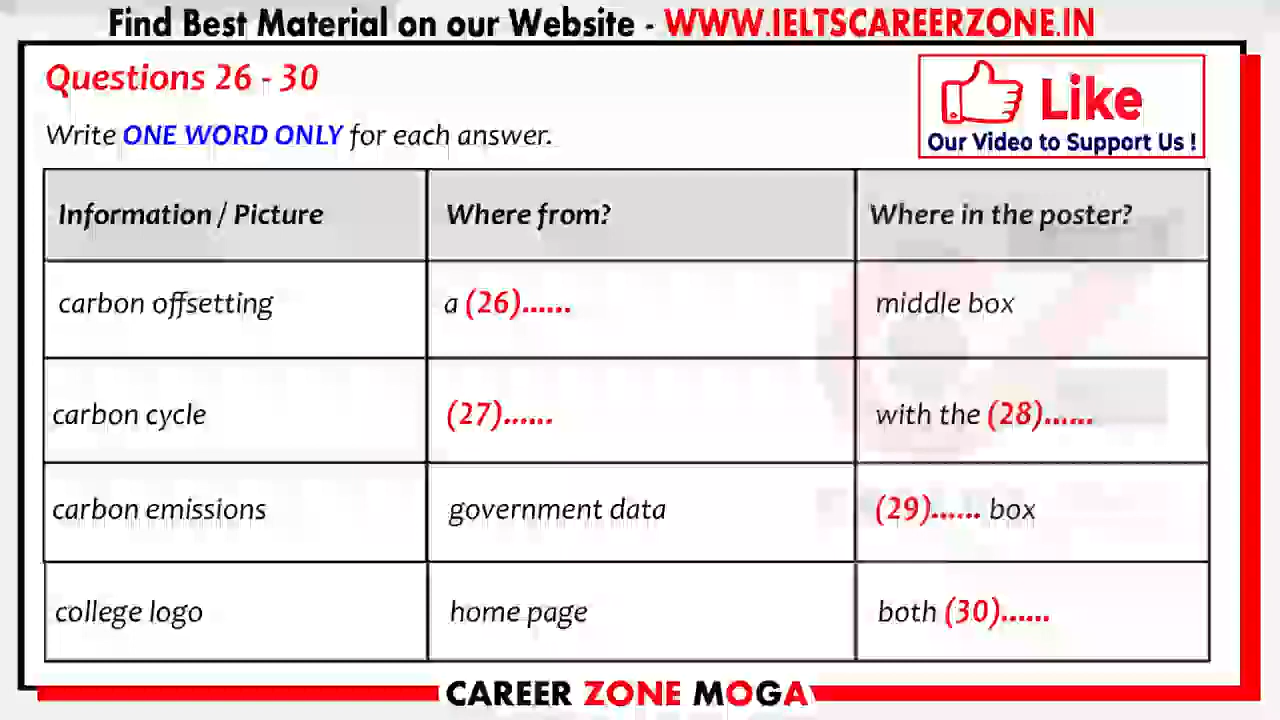 Find Best Material on our Website - WWW.IELTSCAREERZONE.IN
Questions 26 - 30
Like
Our Video to Support Us !
Write ONE WORD ONLY for each answer.
Information / Picture Where from? Where in the poster?
carbon offsetting a (26)...... middle box
carbon cycle (27)...... with the (28)......
carbon emissions government data (29)...... box
college logo home page both (30)......
CAREER ZONE MOGA